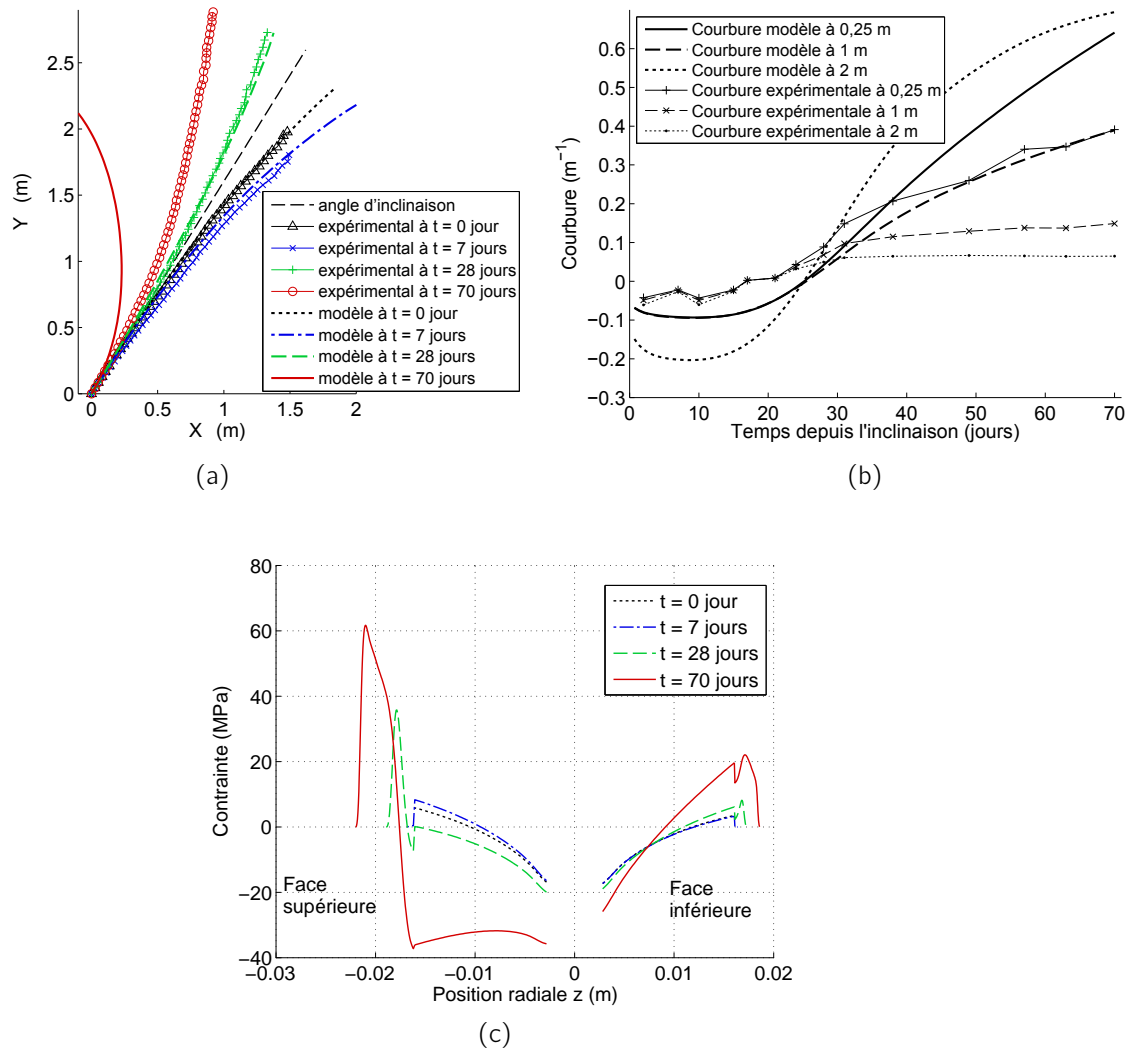 2.5
2
1.5
1
0.5
0
Y (m)
0
0.5
1
1.5
2
X (m)
angle d'inclinaison
expérimental à t = 0 jour
expérimental à t = 7 jours
expérimental à t = 28 jours
expérimental à t = 70 jours
modèle à t = 0 jour
modèle à t = 7 jours
modèle à t = 28 jours
modèle à t = 70 jours
(a)
0.6
0.5
0.4
0.3
0.2
0.1
0
−0.1
−0.2
−0.3
Courbure (m⁻¹)
0
10
20
30
40
50
60
70
Temps depuis l'inclinaison (jours)
Courbure modèle à 0,25 m
Courbure modèle à 1 m
Courbure modèle à 2 m
Courbure expérimentale à 0,25 m
Courbure expérimentale à 1 m
Courbure expérimentale à 2 m
(b)
80
60
40
20
0
−20
−40
Contrainte (MPa)
−0.03
−0.02
−0.01
0
0.01
0.02
Position radiale z (m)
t = 0 jour
t = 7 jours
t = 28 jours
t = 70 jours
Face
supérieure
Face
inférieure
(c)